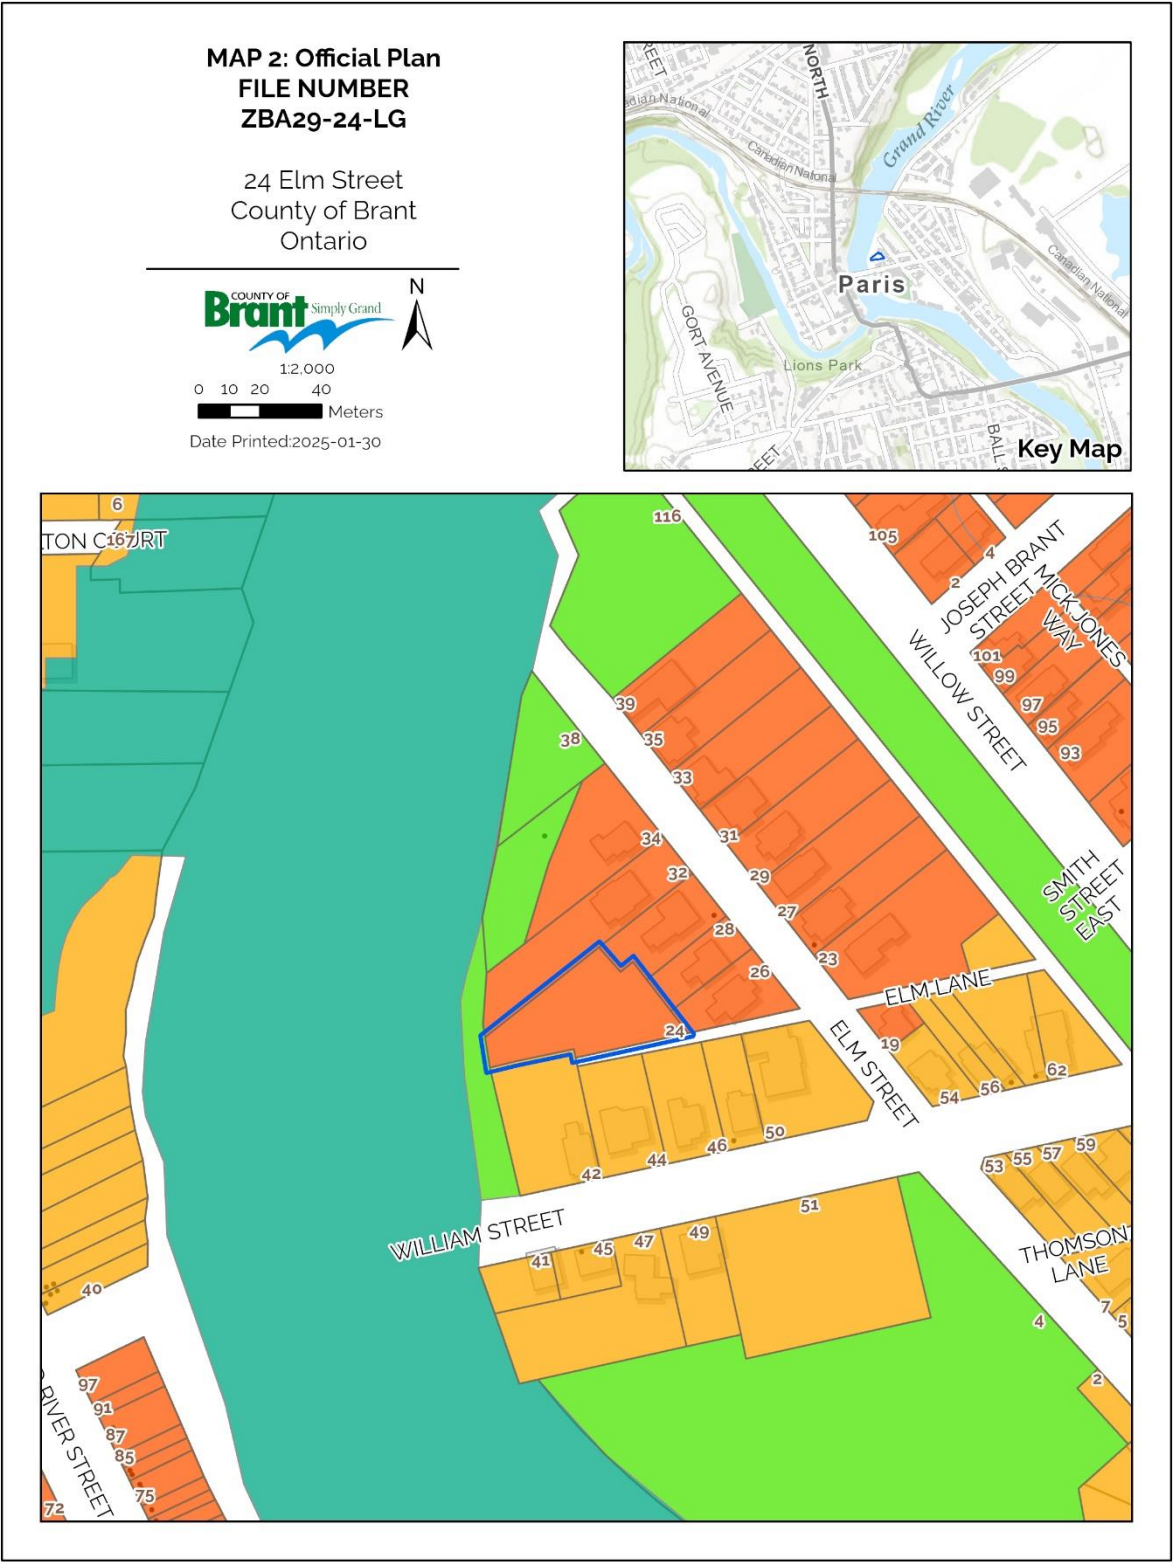 MAP 2: Official Plan
FILE NUMBER
ZBA29-24-LG
24 Elm Street
County of Brant
Ontario
COUNTY OF
Brant Simply Grand
N
1:2,000
0 10 20 40
Meters
Date Printed:2025-01-30
NORTH
Grand River
Canadian National
Canadian National
Paris
GORT AVENUE
Lions Park
Key Map
6
167
116
105
4
2
JOSEPH BRANT
STREET
MICK JONES
WAY
WILLOW STREET
101
99
97
95
93
39
38
35
33
34
31
32
29
28
27
26
23
24
SMITH
STREET
EAST
ELM LANE
ELM STREET
19
62
56
54
50
46
44
42
59
57
55
53
51
WILLIAM STREET
49
47
45
41
THOMSON
LANE
7
5
4
2
40
97
91
87
85
75
72
RIVER STREET